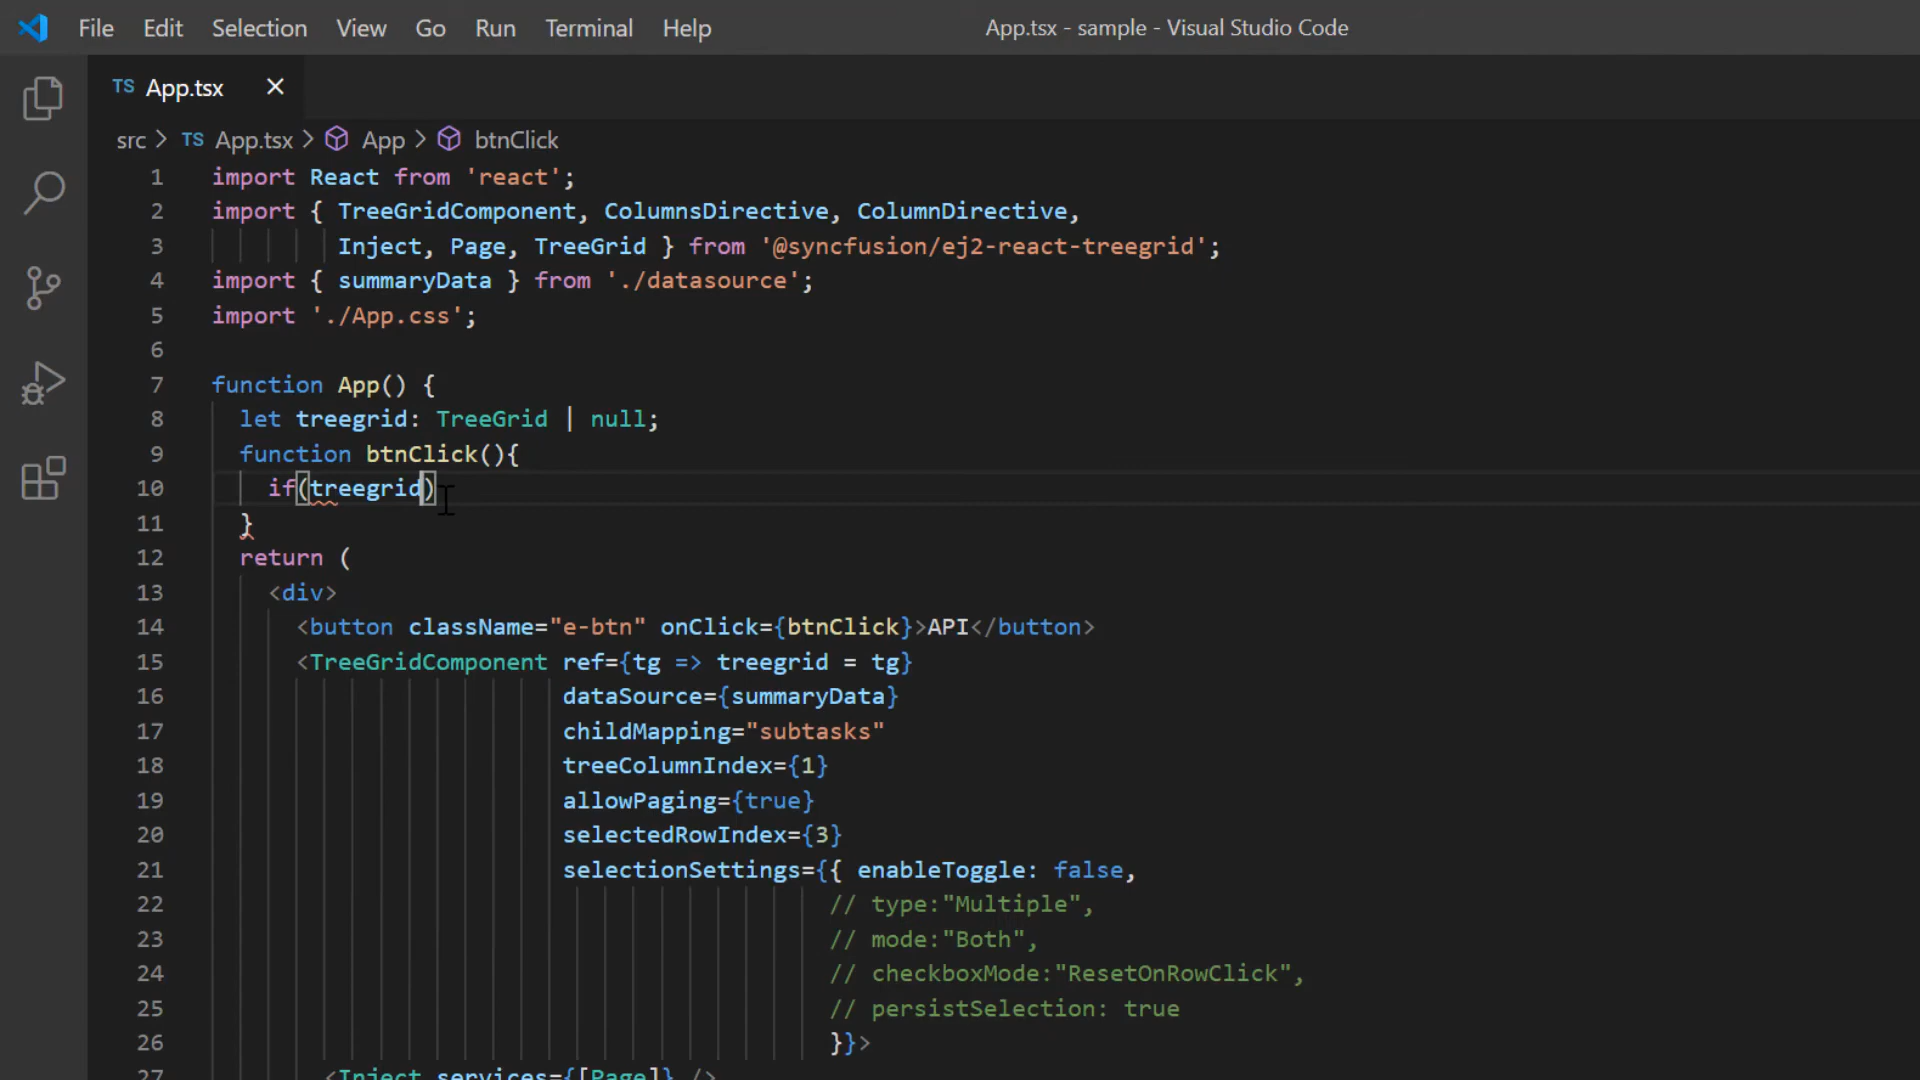 File Edit Selection View Go Run Terminal Help App.tsx - sample - Visual Studio Code
TS App.tsx ×
src > TS App.tsx > App > btnClick
1 import React from 'react';
2 import { TreeGridComponent, ColumnsDirective, ColumnDirective,
3 Inject, Page, TreeGrid } from '@syncfusion/ej2-react-treegrid';
4 import { summaryData } from './datasource';
5 import './App.css';
6
7 function App() {
8 let treegrid: TreeGrid | null;
9 function btnClick(){
10 if(treegrid)
11 }
12 return (
13 <div>
14 <button className="e-btn" onClick={btnClick}>API</button>
15 <TreeGridComponent ref={tg => treegrid = tg}
16 dataSource={summaryData}
17 childMapping="subtasks"
18 treeColumnIndex={1}
19 allowPaging={true}
20 selectedRowIndex={3}
21 selectionSettings={{ enableToggle: false,
22 // type:"Multiple",
23 // mode:"Both",
24 // checkboxMode:"ResetOnRowClick",
25 // persistSelection: true
26 }}>
27 <Inject services={[Page]} />